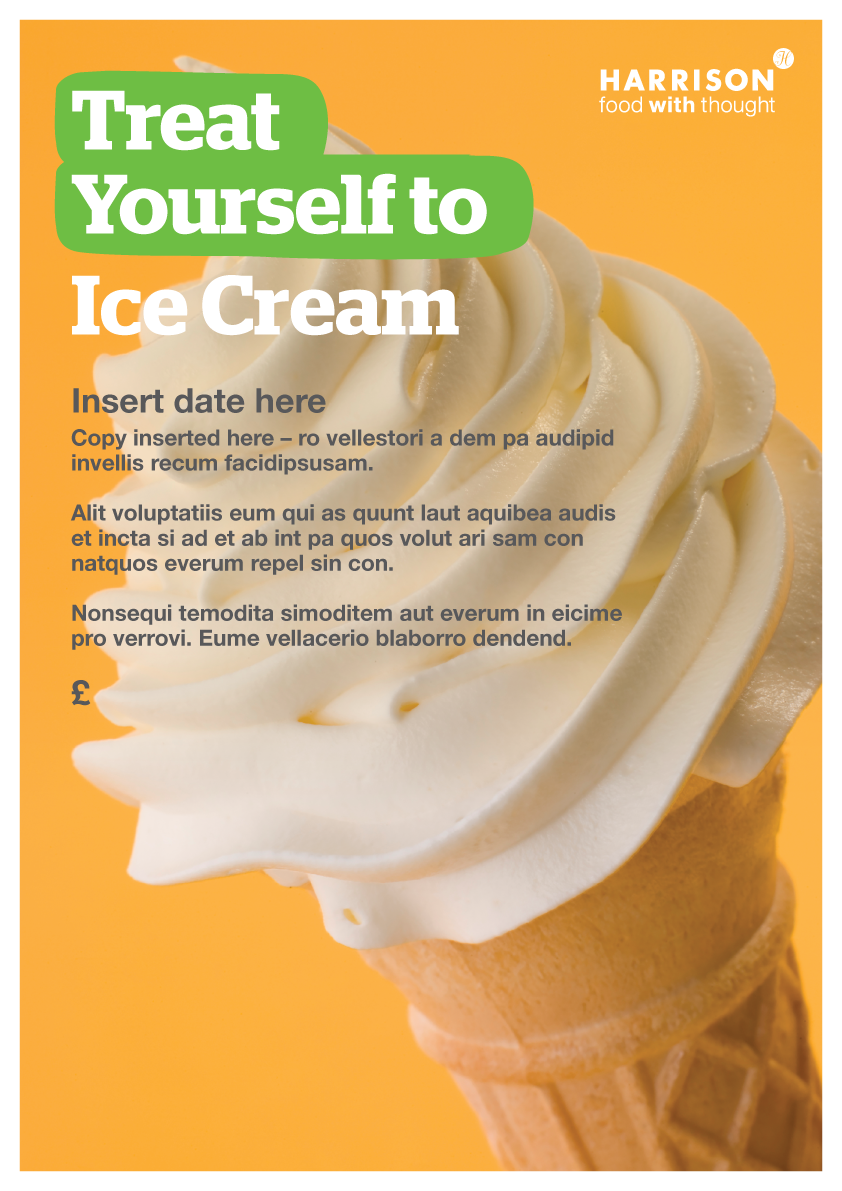 HARRISON
food with thought
Treat
Yourself to
Ice Cream
Insert date here
Copy inserted here – ro vellestori a dem pa audipid
invellis recum facidipsusam.
Alit voluptatiis eum qui as quunt laut aquibea audis
et incta si ad et ab int pa quos volut ari sam con
natquos everum repel sin con.
Nonsequi temodita simoditem aut everum in eicime
pro verrovi. Eume vellacerio blaborro dendend.
£